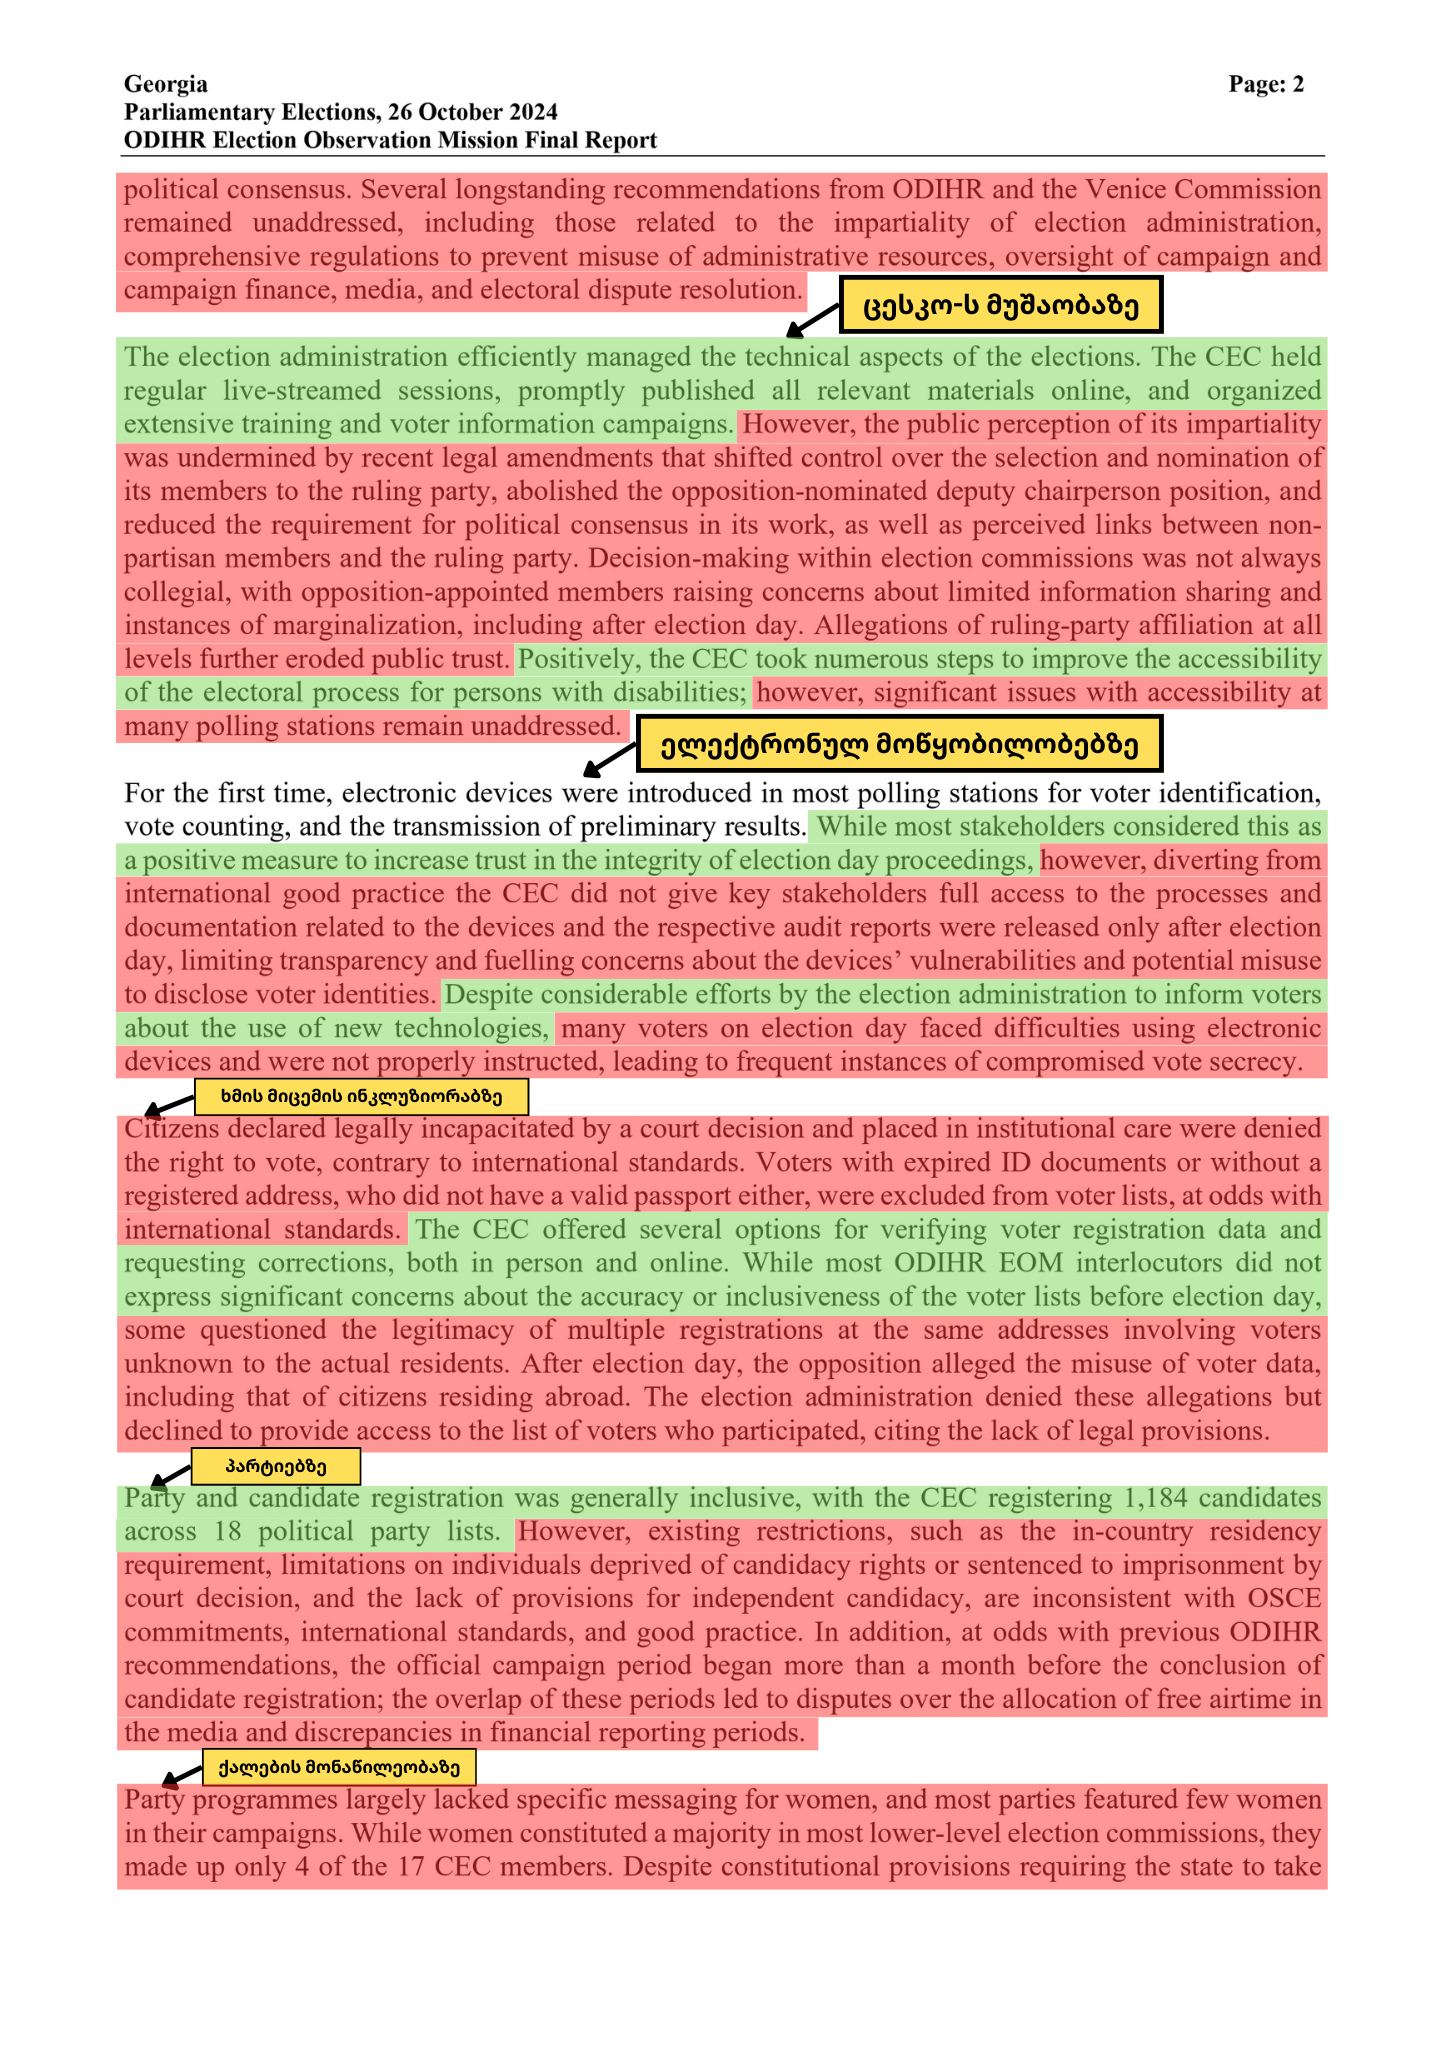 Georgia Page: 2
Parliamentary Elections, 26 October 2024
ODIHR Election Observation Mission Final Report
political consensus. Several longstanding recommendations from ODIHR and the Venice Commission
remained unaddressed, including those related to the impartiality of election administration,
comprehensive regulations to prevent misuse of administrative resources, oversight of campaign and
campaign finance, media, and electoral dispute resolution.
ცესკო-ს მუშაობაზე
The election administration efficiently managed the technical aspects of the elections. The CEC held
regular live-streamed sessions, promptly published all relevant materials online, and organized
extensive training and voter information campaigns. However, the public perception of its impartiality
was undermined by recent legal amendments that shifted control over the selection and nomination of
its members to the ruling party, abolished the opposition-nominated deputy chairperson position, and
reduced the requirement for political consensus in its work, as well as perceived links between non-
partisan members and the ruling party. Decision-making within election commissions was not always
collegial, with opposition-appointed members raising concerns about limited information sharing and
instances of marginalization, including after election day. Allegations of ruling-party affiliation at all
levels further eroded public trust. Positively, the CEC took numerous steps to improve the accessibility
of the electoral process for persons with disabilities; however, significant issues with accessibility at
many polling stations remain unaddressed.
ელექტრონულ მოწყობილობებზე
For the first time, electronic devices were introduced in most polling stations for voter identification,
vote counting, and the transmission of preliminary results. While most stakeholders considered this as
a positive measure to increase trust in the integrity of election day proceedings, however, diverting from
international good practice the CEC did not give key stakeholders full access to the processes and
documentation related to the devices and the respective audit reports were released only after election
day, limiting transparency and fuelling concerns about the devices’ vulnerabilities and potential misuse
to disclose voter identities. Despite considerable efforts by the election administration to inform voters
about the use of new technologies, many voters on election day faced difficulties using electronic
devices and were not properly instructed, leading to frequent instances of compromised vote secrecy.
ხმის მიცემის ინკლუზიორაბზე
Citizens declared legally incapacitated by a court decision and placed in institutional care were denied
the right to vote, contrary to international standards. Voters with expired ID documents or without a
registered address, who did not have a valid passport either, were excluded from voter lists, at odds with
international standards. The CEC offered several options for verifying voter registration data and
requesting corrections, both in person and online. While most ODIHR EOM interlocutors did not
express significant concerns about the accuracy or inclusiveness of the voter lists before election day,
some questioned the legitimacy of multiple registrations at the same addresses involving voters
unknown to the actual residents. After election day, the opposition alleged the misuse of voter data,
including that of citizens residing abroad. The election administration denied these allegations but
declined to provide access to the list of voters who participated, citing the lack of legal provisions.
პარტიებზე
Party and candidate registration was generally inclusive, with the CEC registering 1,184 candidates
across 18 political party lists. However, existing restrictions, such as the in-country residency
requirement, limitations on individuals deprived of candidacy rights or sentenced to imprisonment by
court decision, and the lack of provisions for independent candidacy, are inconsistent with OSCE
commitments, international standards, and good practice. In addition, at odds with previous ODIHR
recommendations, the official campaign period began more than a month before the conclusion of
candidate registration; the overlap of these periods led to disputes over the allocation of free airtime in
the media and discrepancies in financial reporting periods.
ქალების მონაწილეობაზე
Party programmes largely lacked specific messaging for women, and most parties featured few women
in their campaigns. While women constituted a majority in most lower-level election commissions, they
made up only 4 of the 17 CEC members. Despite constitutional provisions requiring the state to take